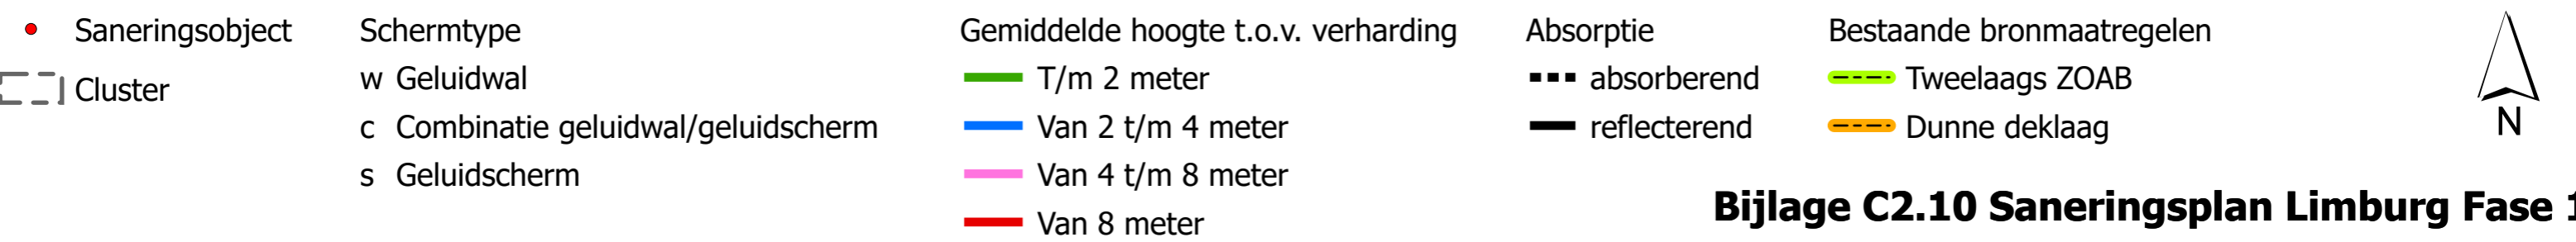 Saneringsobject
Cluster
Schermtype
w Geluidwal
c Combinatie geluidwal/geluidscherm
s Geluidscherm
Gemiddelde hoogte t.o.v. verharding
T/m 2 meter
Van 2 t/m 4 meter
Van 4 t/m 8 meter
Van 8 meter
Absorptie
absorberend
reflecterend
Bestaande bronmaatregelen
Tweelaags ZOAB
Dunne deklaag
N
Bijlage C2.10 Saneringsplan Limburg Fase 1